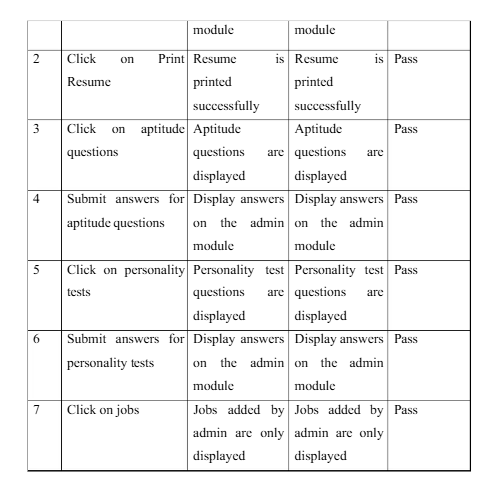 module module
2 Click on Print Resume is Resume is Pass
Resume printed printed
successfully successfully
3 Click on aptitude Aptitude Aptitude Pass
questions questions are questions are
displayed displayed
4 Submit answers for Display answers Display answers Pass
aptitude questions on the admin on the admin
module module
5 Click on personality Personality test Personality test Pass
tests questions are questions are
displayed displayed
6 Submit answers for Display answers Display answers Pass
personality tests on the admin on the admin
module module
7 Click on jobs Jobs added by Jobs added by Pass
admin are only admin are only
displayed displayed